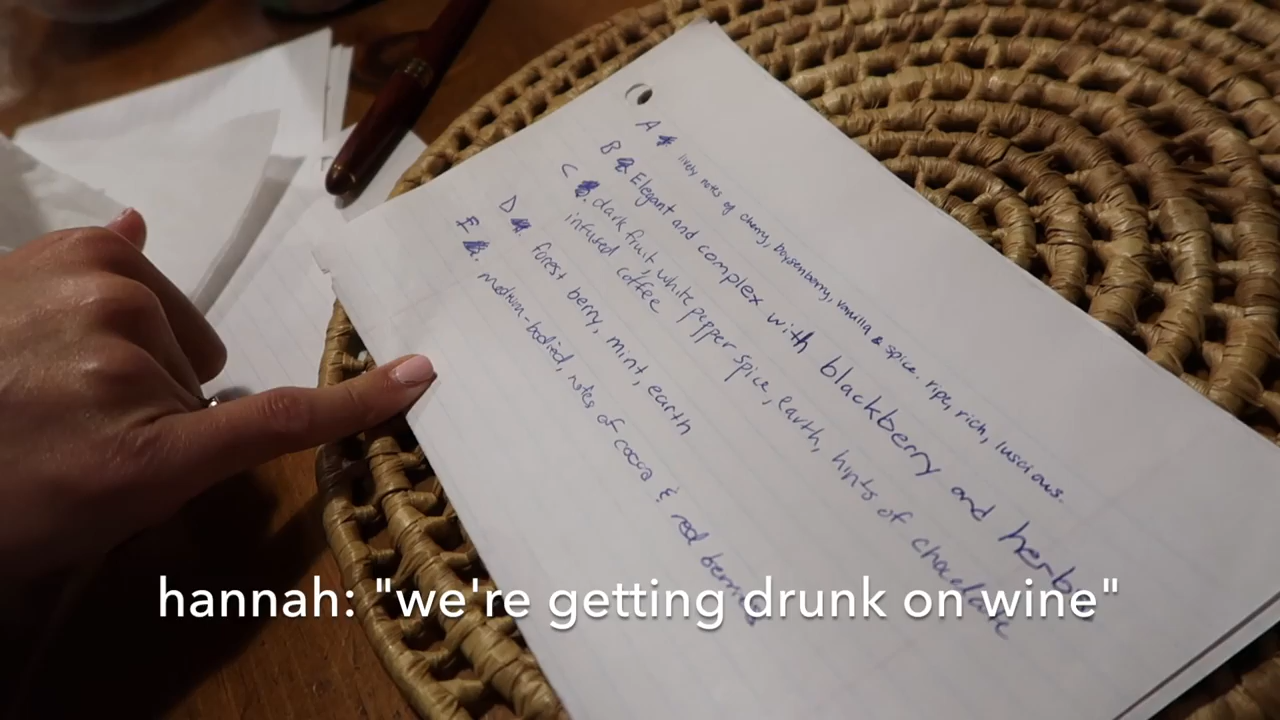 A lively notes of cherry, boysenberry, vanilla & spice. ripe, rich, luscious.
B Elegant and complex with blackberry and herbs
C . dark fruit, white pepper spice, earth, hints of chocolate
infused coffee
D . forest berry, mint, earth
E . medium-bodied, notes of cocoa & red berries
hannah: "we're getting drunk on wine"